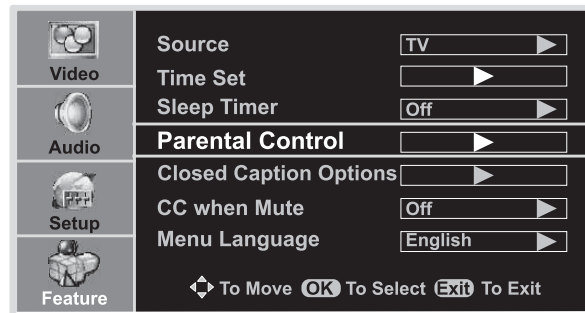 Video
Audio
Setup
Feature
Source TV
Time Set
Sleep Timer Off
Parental Control
Closed Caption Options
CC when Mute Off
Menu Language English
To Move OK To Select Exit To Exit